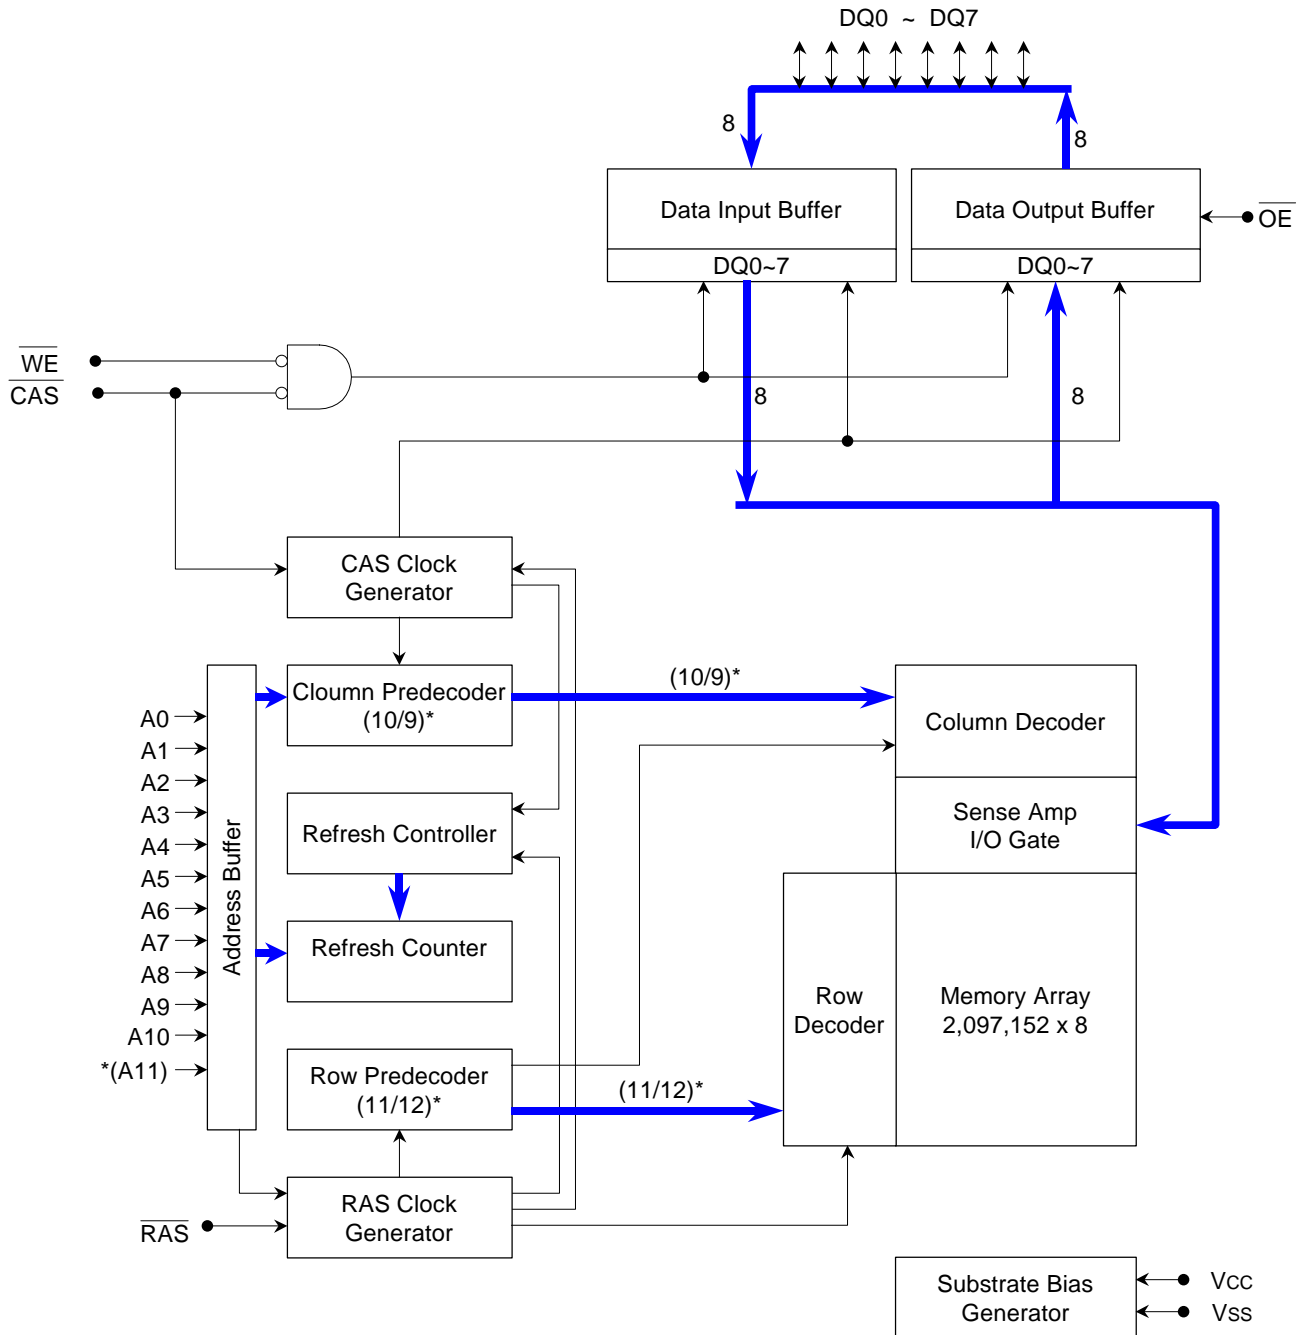 DQ0 ~ DQ7
8
8
Data Input Buffer
Data Output Buffer
OE
DQ0~7
DQ0~7
WE
CAS
8
8
CAS Clock
Generator
Cloumn Predecoder
(10/9)*
(10/9)*
Column Decoder
A0
A1
A2
A3
A4
A5
A6
A7
A8
A9
A10
*(A11)
Address Buffer
Refresh Controller
Sense Amp
I/O Gate
Refresh Counter
Row
Decoder
Memory Array
2,097,152 x 8
Row Predecoder
(11/12)*
(11/12)*
RAS
RAS Clock
Generator
Substrate Bias
Generator
Vcc
Vss